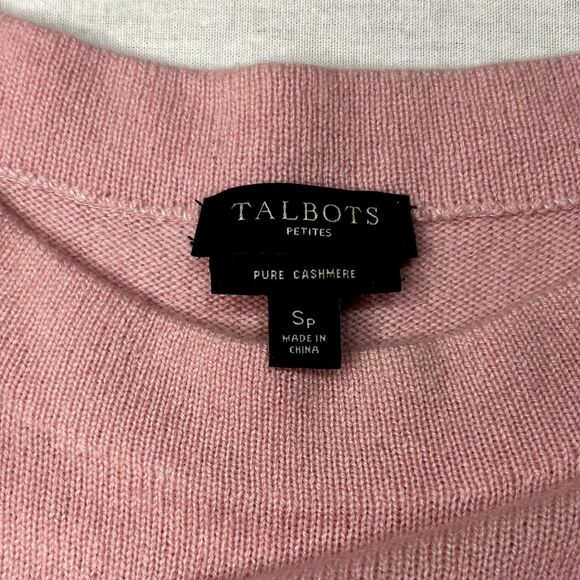 TALBOTS
PETITES
PURE CASHMERE
SP
MADE IN
CHINA